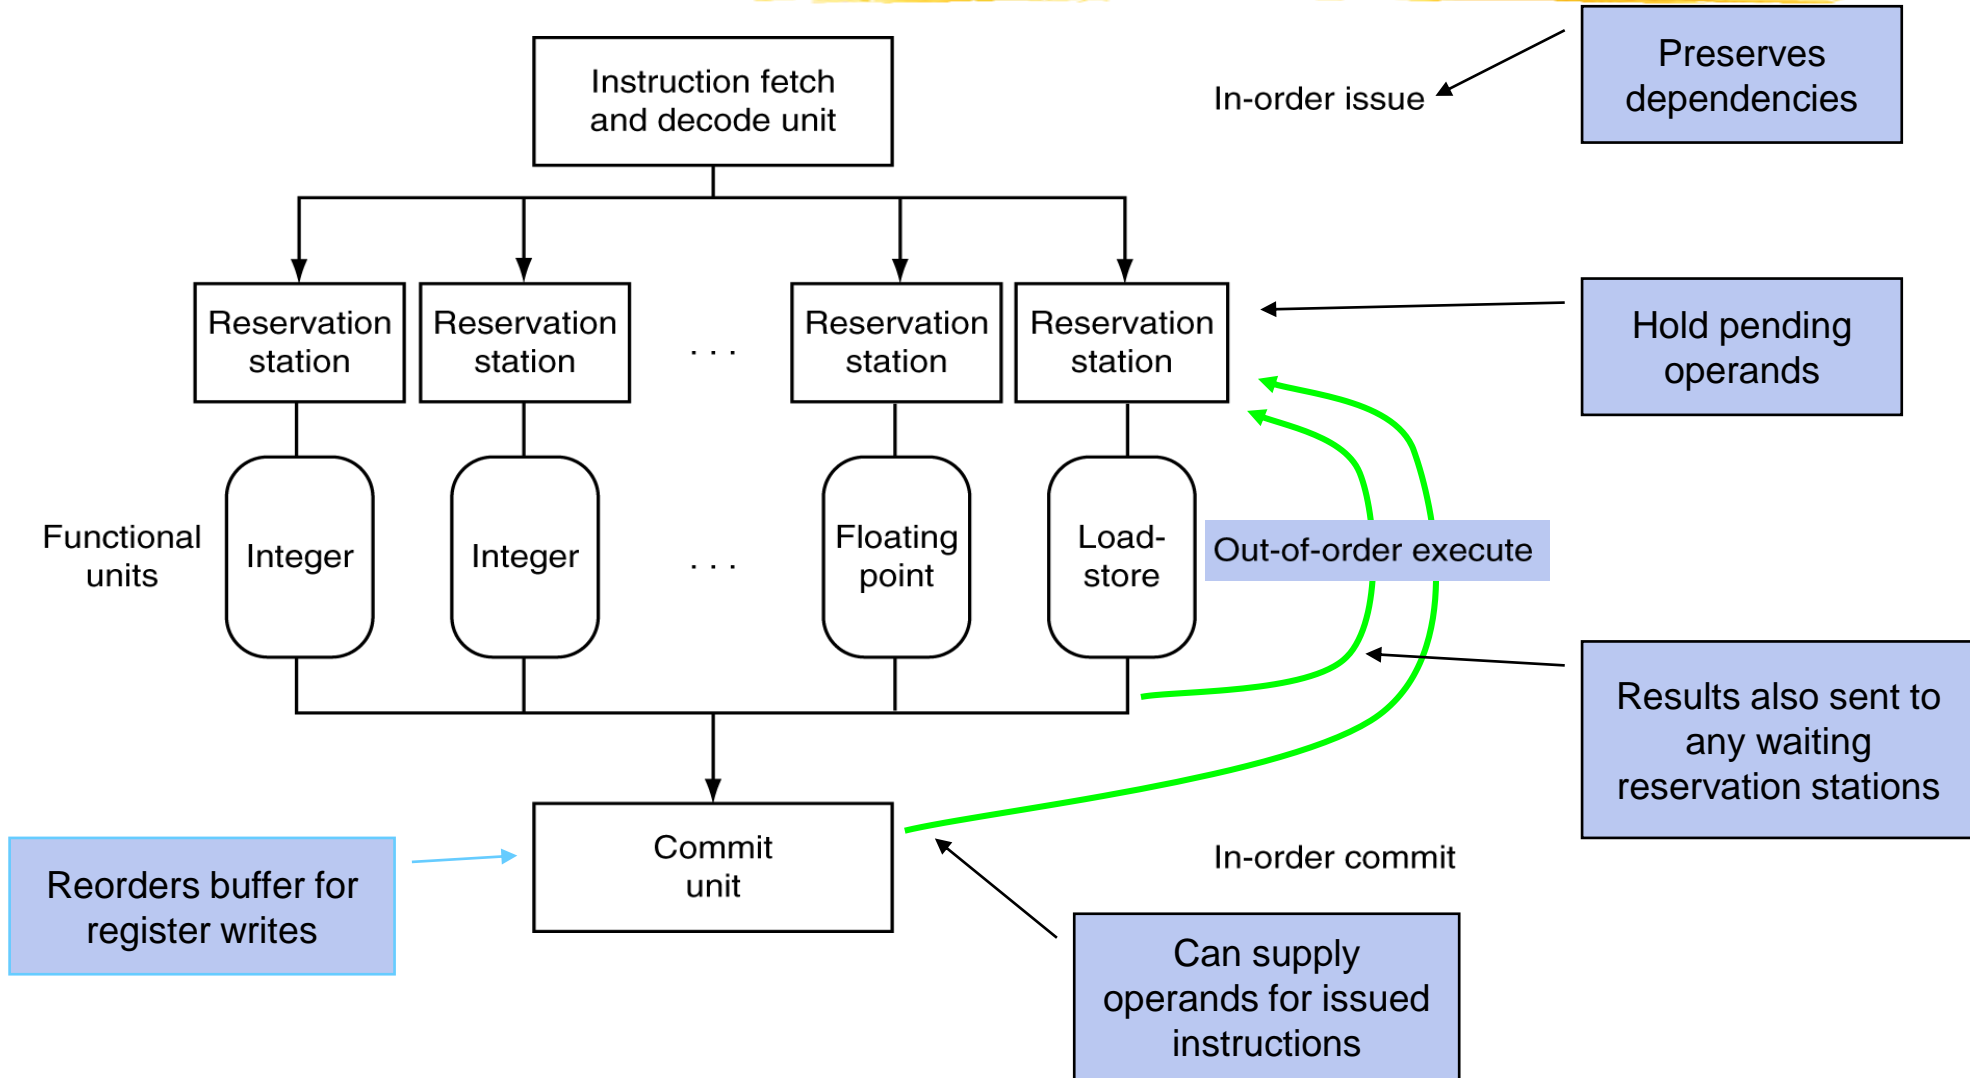 Instruction fetch
and decode unit
In-order issue
Preserves
dependencies
Reservation
station
Reservation
station
. . .
Reservation
station
Reservation
station
Hold pending
operands
Functional
units
Integer
Integer
. . .
Floating
point
Load-
store
Out-of-order execute
Results also sent to
any waiting
reservation stations
Commit
unit
In-order commit
Reorders buffer for
register writes
Can supply
operands for issued
instructions